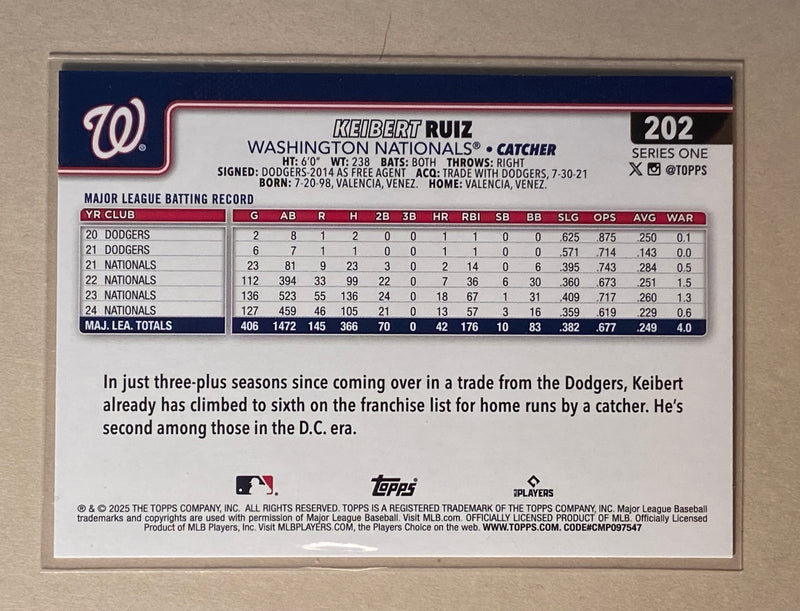 W®
KEIBERT RUIZ
202
WASHINGTON NATIONALS® • CATCHER
SERIES ONE
HT: 6'0" WT: 238 BATS: BOTH THROWS: RIGHT
@TOPPS
SIGNED: DODGERS-2014 AS FREE AGENT ACQ: TRADE WITH DODGERS, 7-30-21
BORN: 7-20-98, VALENCIA, VENEZ. HOME: VALENCIA, VENEZ.
MAJOR LEAGUE BATTING RECORD
YR CLUB G AB R H 2B 3B HR RBI SB BB SLG OPS AVG WAR
20 DODGERS 2 8 1 2 0 0 1 1 0 0 .625 .875 .250 0.1
21 DODGERS 6 7 1 1 0 0 1 1 0 0 .571 .714 .143 0.0
21 NATIONALS 23 81 9 23 3 0 2 14 0 6 .395 .743 .284 0.5
22 NATIONALS 112 394 33 99 22 0 7 36 6 30 .360 .673 .251 1.5
23 NATIONALS 136 523 55 136 24 0 18 67 1 31 .409 .717 .260 1.3
24 NATIONALS 127 459 46 105 21 0 13 57 3 16 .359 .619 .229 0.6
MAJ. LEA. TOTALS 406 1472 145 366 70 0 42 176 10 83 .382 .677 .249 4.0
In just three-plus seasons since coming over in a trade from the Dodgers, Keibert
already has climbed to sixth on the franchise list for home runs by a catcher. He's
second among those in the D.C. era.
topps®
PLAYERS
® & © 2025 THE TOPPS COMPANY, INC. ALL RIGHTS RESERVED. TOPPS IS A REGISTERED TRADEMARK OF THE TOPPS COMPANY, INC. Major League Baseball
trademarks and copyrights are used with permission of Major League Baseball. Visit MLB.com. OFFICIALLY LICENSED PRODUCT OF MLB. Officially Licensed
Product of MLB Players, Inc. Visit MLBPLAYERS.COM, the Players Choice on the web. WWW.TOPPS.COM. CODE#CMP097547